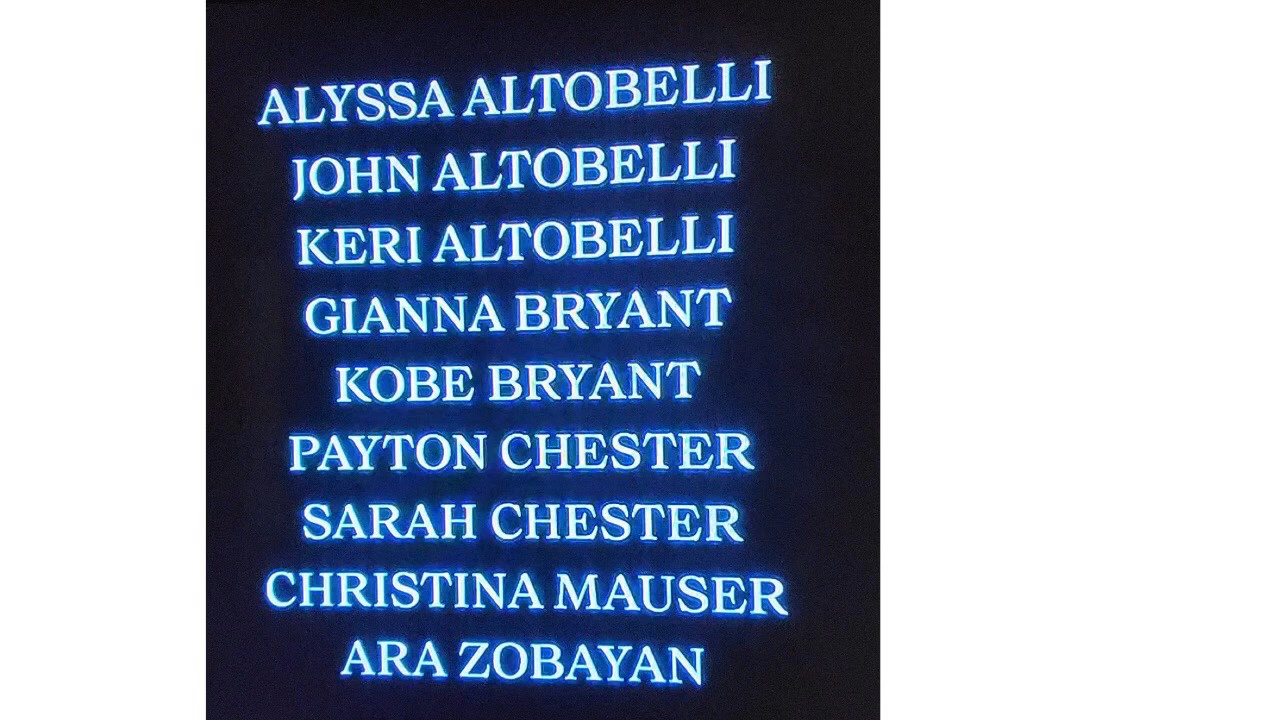 ALYSSA ALTOBELLI
JOHN ALTOBELLI
KERI ALTOBELLI
GIANNA BRYANT
KOBE BRYANT
PAYTON CHESTER
SARAH CHESTER
CHRISTINA MAUSER
ARA ZOBAYAN